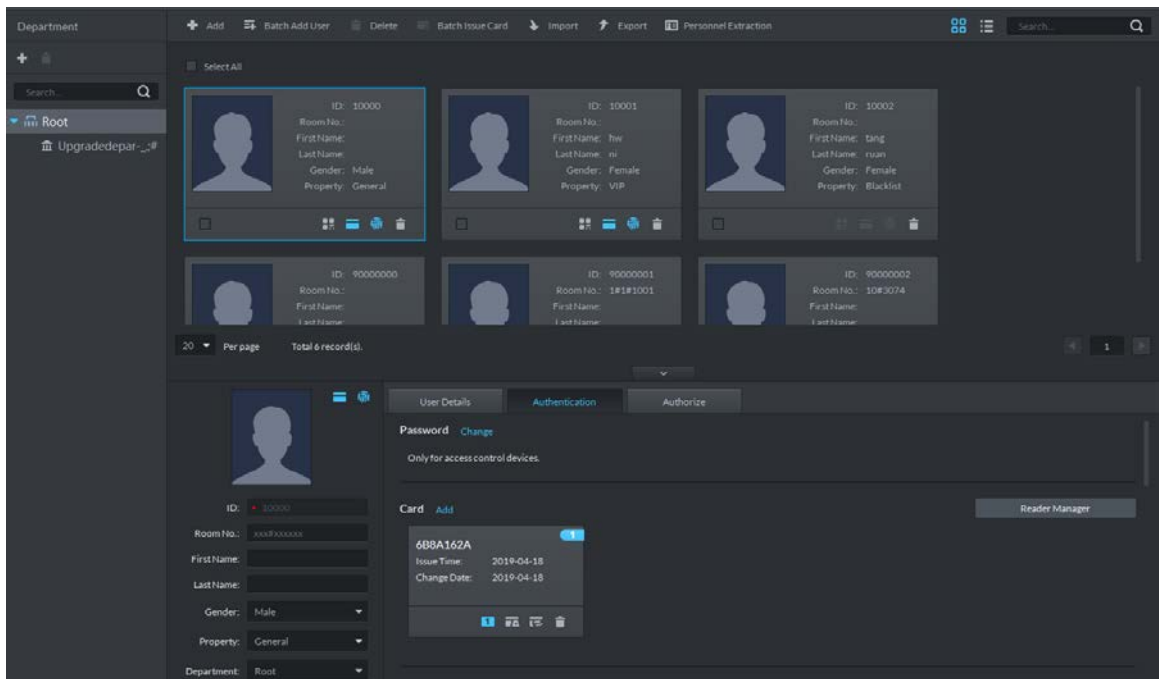 Department
Add Batch Add User Delete Batch Issue Card Import Export Personnel Extraction Search...
Search...
Root
Upgradedepar-_;#
Select All
ID: 10000
Room No.:
First Name:
Last Name:
Gender: Male
Property: General
ID: 10001
Room No.:
First Name: hw
Last Name: ni
Gender: Female
Property: VIP
ID: 10002
Room No.:
First Name: tang
Last Name: ruan
Gender: Female
Property: Blacklist
ID: 90000000
Room No.:
First Name:
Last Name:
ID: 90000001
Room No.: 1#1#1001
First Name:
Last Name:
ID: 90000002
Room No.: 10#3074
First Name:
Last Name:
20 Per page Total 6 record(s). 1
ID: * 10000
Room No.: xxx#xxxxxx
First Name:
Last Name:
Gender: Male
Property: General
Department: Root
User Details Authentication Authorize
Password Change
Only for access control devices.
Card Add Reader Manager
1
6B8A162A
Issue Time: 2019-04-18
Change Date: 2019-04-18
1